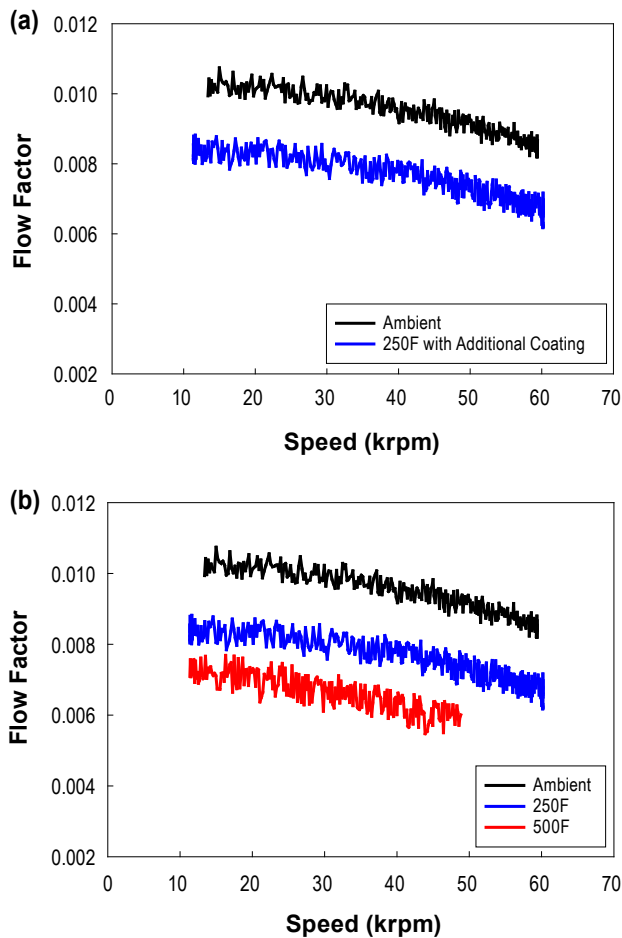 (a)
0.012
0.010
0.008
0.006
0.004
0.002
Flow Factor
Ambient
250F with Additional Coating
0 10 20 30 40 50 60 70
Speed (krpm)
(b)
0.012
0.010
0.008
0.006
0.004
0.002
Flow Factor
Ambient
250F
500F
0 10 20 30 40 50 60 70
Speed (krpm)